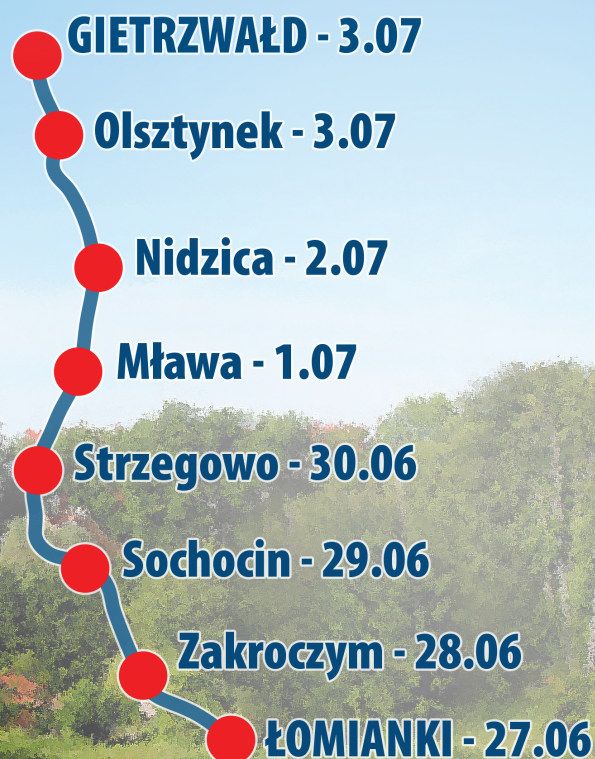 GIETRZWAŁD - 3.07
Olsztynek - 3.07
Nidzica - 2.07
Mława - 1.07
Strzegowo - 30.06
Sochocin - 29.06
Zakroczym - 28.06
ŁOMIANKI - 27.06